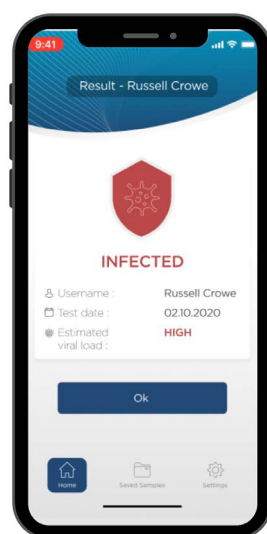 9:41
Result - Russell Crowe
INFECTED
Username : Russell Crowe
Test date : 02.10.2020
Estimated HIGH
viral load :
Ok
Home Saved Samples Settings